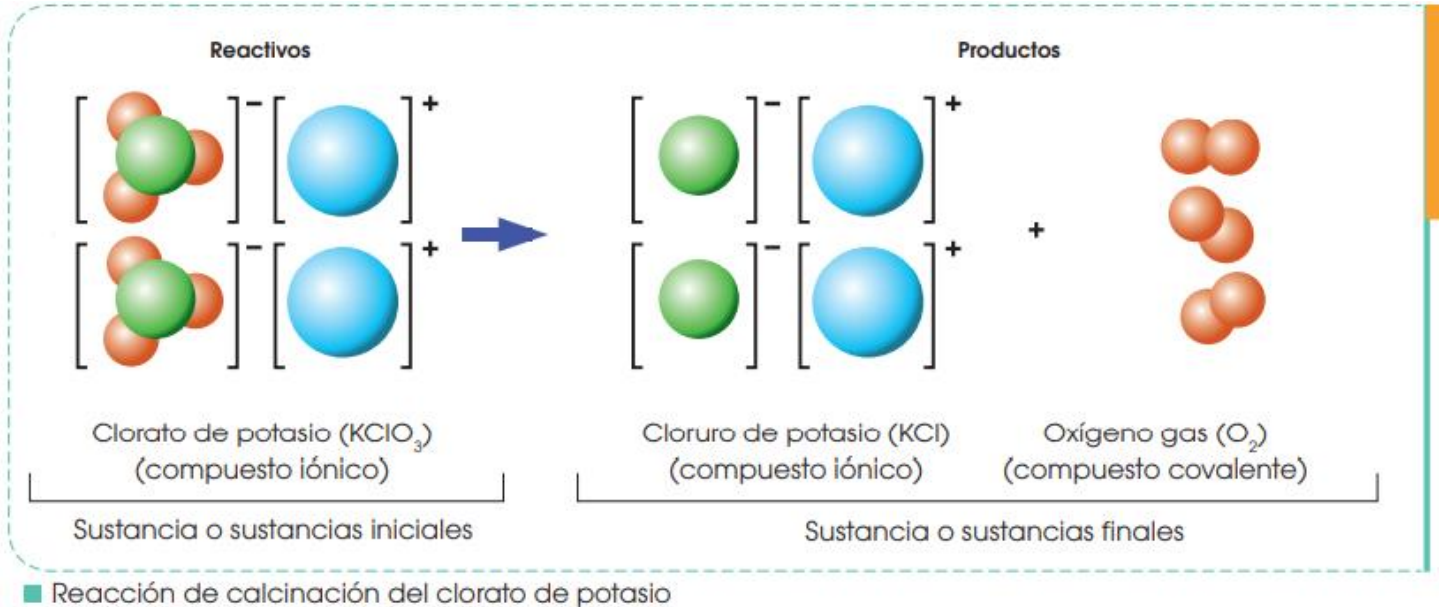 Reactivos
Productos
[ ]− [ ]+
[ ]− [ ]+
[ ]− [ ]+
[ ]− [ ]+
+
Clorato de potasio (KClO₃)
(compuesto iónico)
Cloruro de potasio (KCl)
(compuesto iónico)
Oxígeno gas (O₂)
(compuesto covalente)
Sustancia o sustancias iniciales
Sustancia o sustancias finales
Reacción de calcinación del clorato de potasio